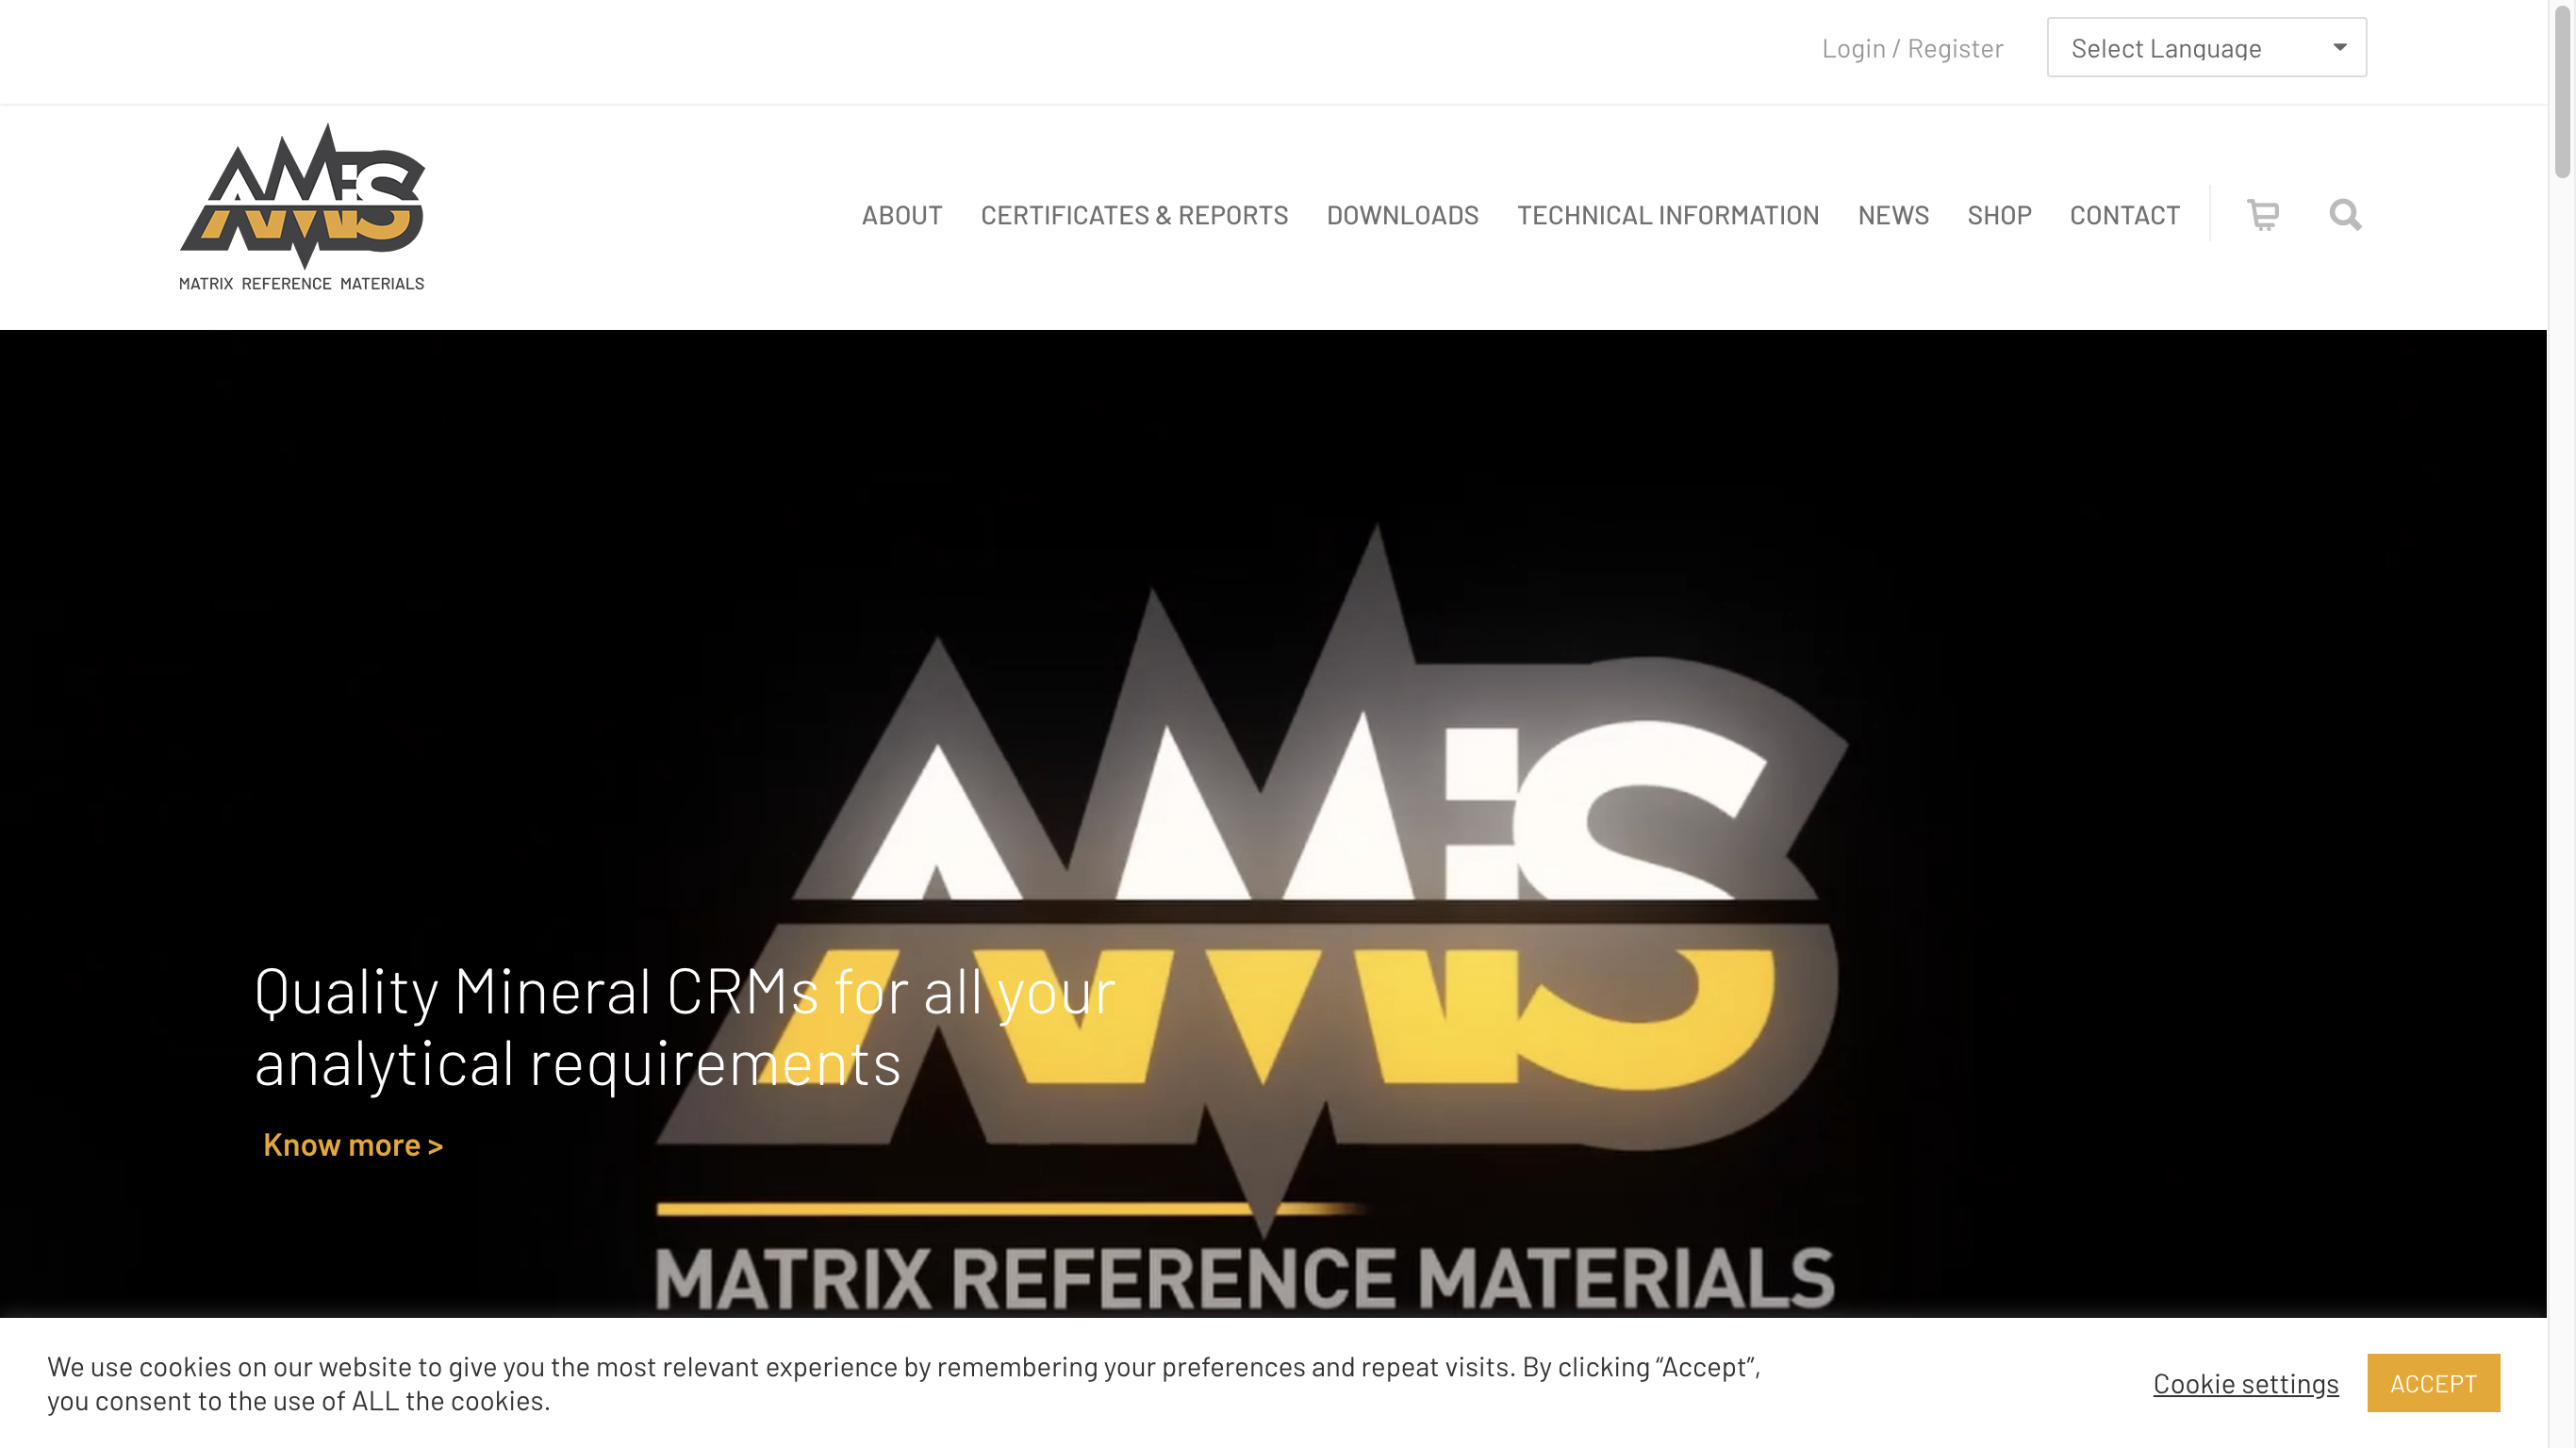 Login / Register
Select Language
AMiS
MATRIX REFERENCE MATERIALS
ABOUT CERTIFICATES & REPORTS DOWNLOADS TECHNICAL INFORMATION NEWS SHOP CONTACT
AMiS
Quality Mineral CRMs for all your
analytical requirements
Know more >
MATRIX REFERENCE MATERIALS
We use cookies on our website to give you the most relevant experience by remembering your preferences and repeat visits. By clicking “Accept”,
you consent to the use of ALL the cookies.
Cookie settings
ACCEPT